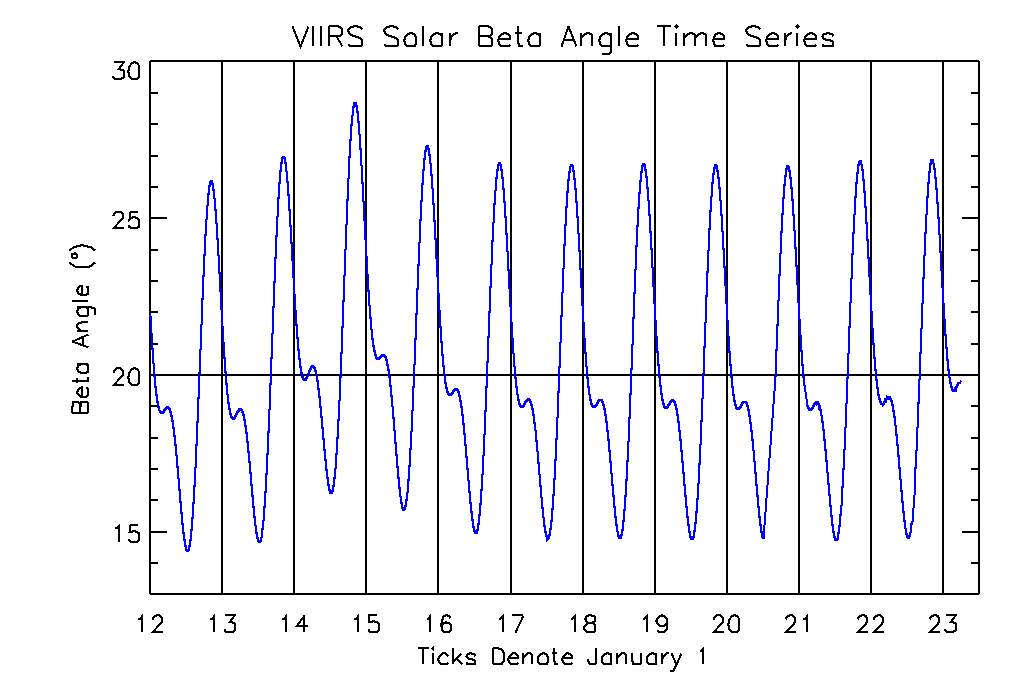 VIIRS Solar Beta Angle Time Series
30
25
20
15
Beta Angle (°)
12 13 14 15 16 17 18 19 20 21 22 23
Ticks Denote January 1